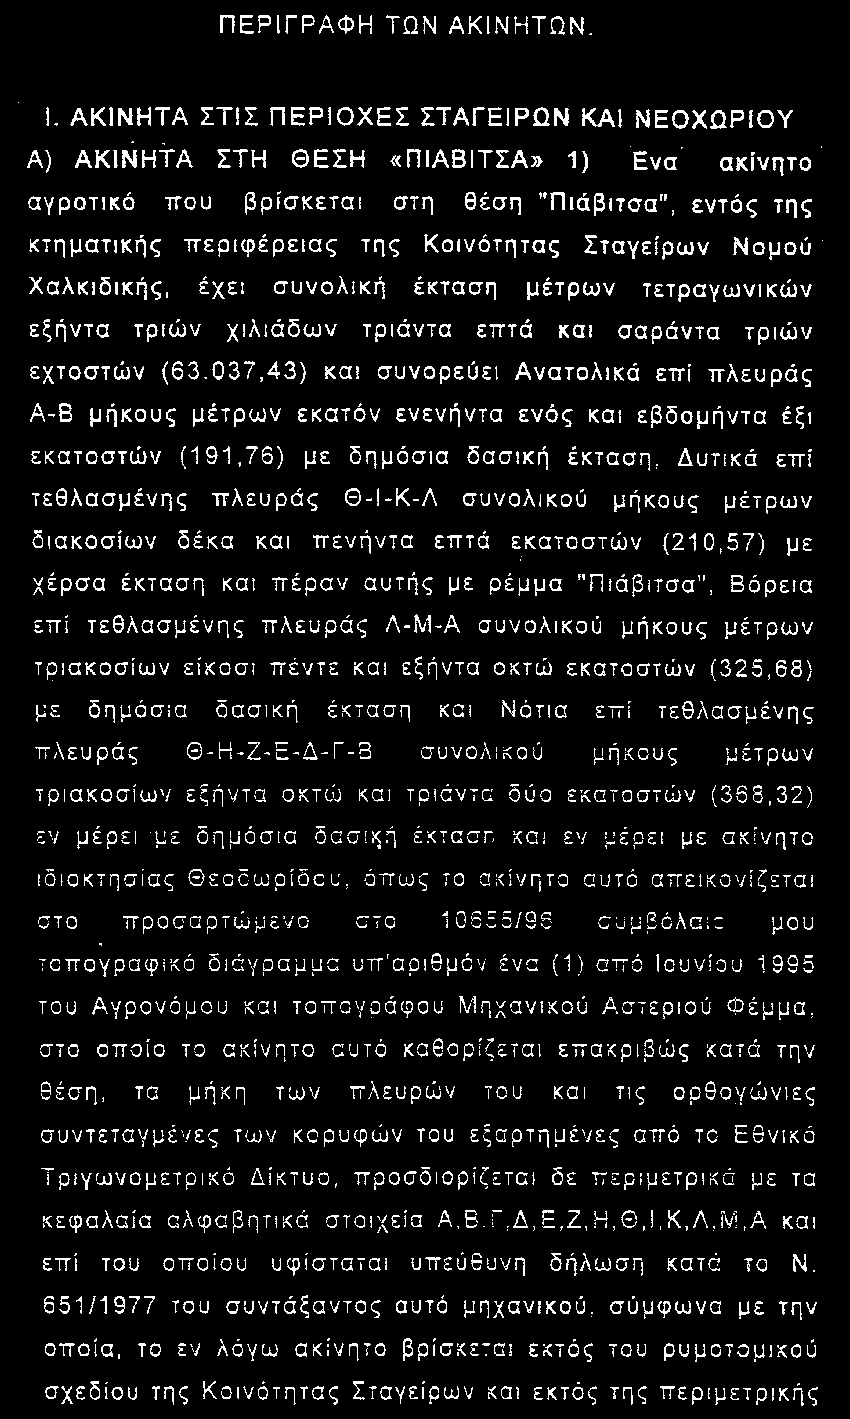 ΠΕΡΙΓΡΑΦΗ ΤΩΝ ΑΚΙΝΗΤΩΝ.
Ι. ΑΚΙΝΗΤΑ ΣΤΙΣ ΠΕΡΙΟΧΕΣ ΣΤΑΓΕΙΡΩΝ ΚΑΙ ΝΕΟΧΩΡΙΟΥ
Α) ΑΚΙΝΗΤΑ ΣΤΗ ΘΕΣΗ «ΠΙΑΒΙΤΣΑ» 1) Ένα ακίνητο
αγροτικό που βρίσκεται στη θέση "Πιάβιτσα", εντός της
κτηματικής περιφέρειας της Κοινότητας Σταγείρων Νομού
Χαλκιδικής, έχει συνολική έκταση μέτρων τετραγωνικών
εξήντα τριών χιλιάδων τριάντα επτά και σαράντα τριών
εχτοστών (63.037,43) και συνορεύει Ανατολικά επί πλευράς
Α-Β μήκους μέτρων εκατόν ενενήντα ενός και εβδομήντα έξι
εκατοστών (191,76) με δημόσια δασική έκταση, Δυτικά επί
τεθλασμένης πλευράς Θ-Ι-Κ-Λ συνολικού μήκους μέτρων
διακοσίων δέκα και πενήντα επτά εκατοστών (210,57) με
χέρσα έκταση και πέραν αυτής με ρέμμα "Πιάβιτσα", Βόρεια
επί τεθλασμένης πλευράς Λ-Μ-Α συνολικού μήκους μέτρων
τριακοσίων είκοσι πέντε και εξήντα οκτώ εκατοστών (325,68)
με δημόσια δασική έκταση και Νότια επί τεθλασμένης
πλευράς Θ-Η-Ζ-Ε-Δ-Γ-Β συνολικού μήκους μέτρων
τριακοσίων εξήντα οκτώ και τριάντα δύο εκατοστών (368,32)
εν μέρει με δημόσια δασική έκταση και εν μέρει με ακίνητο
ιδιοκτησίας Θεοδωρίδου, όπως το ακίνητο αυτό απεικονίζεται
στο προσαρτώμενο στο 10655/96 συμβόλαιο μου
τοπογραφικό διάγραμμα υπ'αριθμόν ένα (1) από Ιουνίου 1995
του Αγρονόμου και τοπογράφου Μηχανικού Αστεριού Φέμμα,
στο οποίο το ακίνητο αυτό καθορίζεται επακριβώς κατά την
θέση, τα μήκη των πλευρών του και τις ορθογώνιες
συντεταγμένες των κορυφών του εξαρτημένες από το Εθνικό
Τριγωνομετρικό Δίκτυο, προσδιορίζεται δε περιμετρικά με τα
κεφαλαία αλφαβητικά στοιχεία Α,Β,Γ,Δ,Ε,Ζ,Η,Θ,Ι,Κ,Λ,Μ,Α και
επί του οποίου υφίσταται υπεύθυνη δήλωση κατά το Ν.
651/1977 του συντάξαντος αυτό μηχανικού, σύμφωνα με την
οποία, το εν λόγω ακίνητο βρίσκεται εκτός του ρυμοτομικού
σχεδίου της Κοινότητας Σταγείρων και εκτός της περιμετρικής